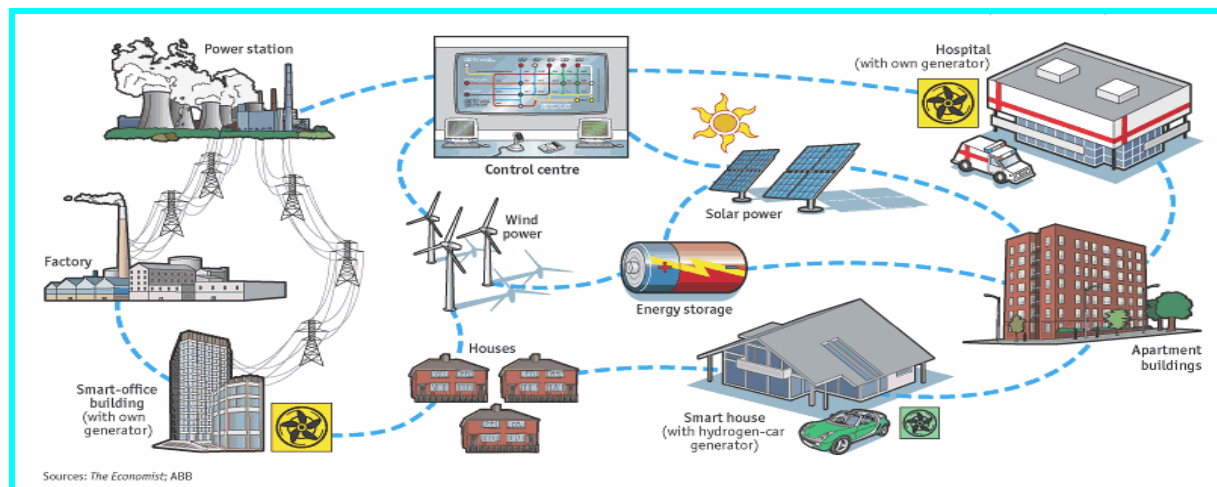 Power station
Hospital
(with own
generator)
Control centre
Solar power
Wind
power
Factory
Energy storage
Houses
Apartment
buildings
Smart-office
building
(with own
generator)
Smart house
(with hydrogen-car
generator)
Sources: The Economist; ABB